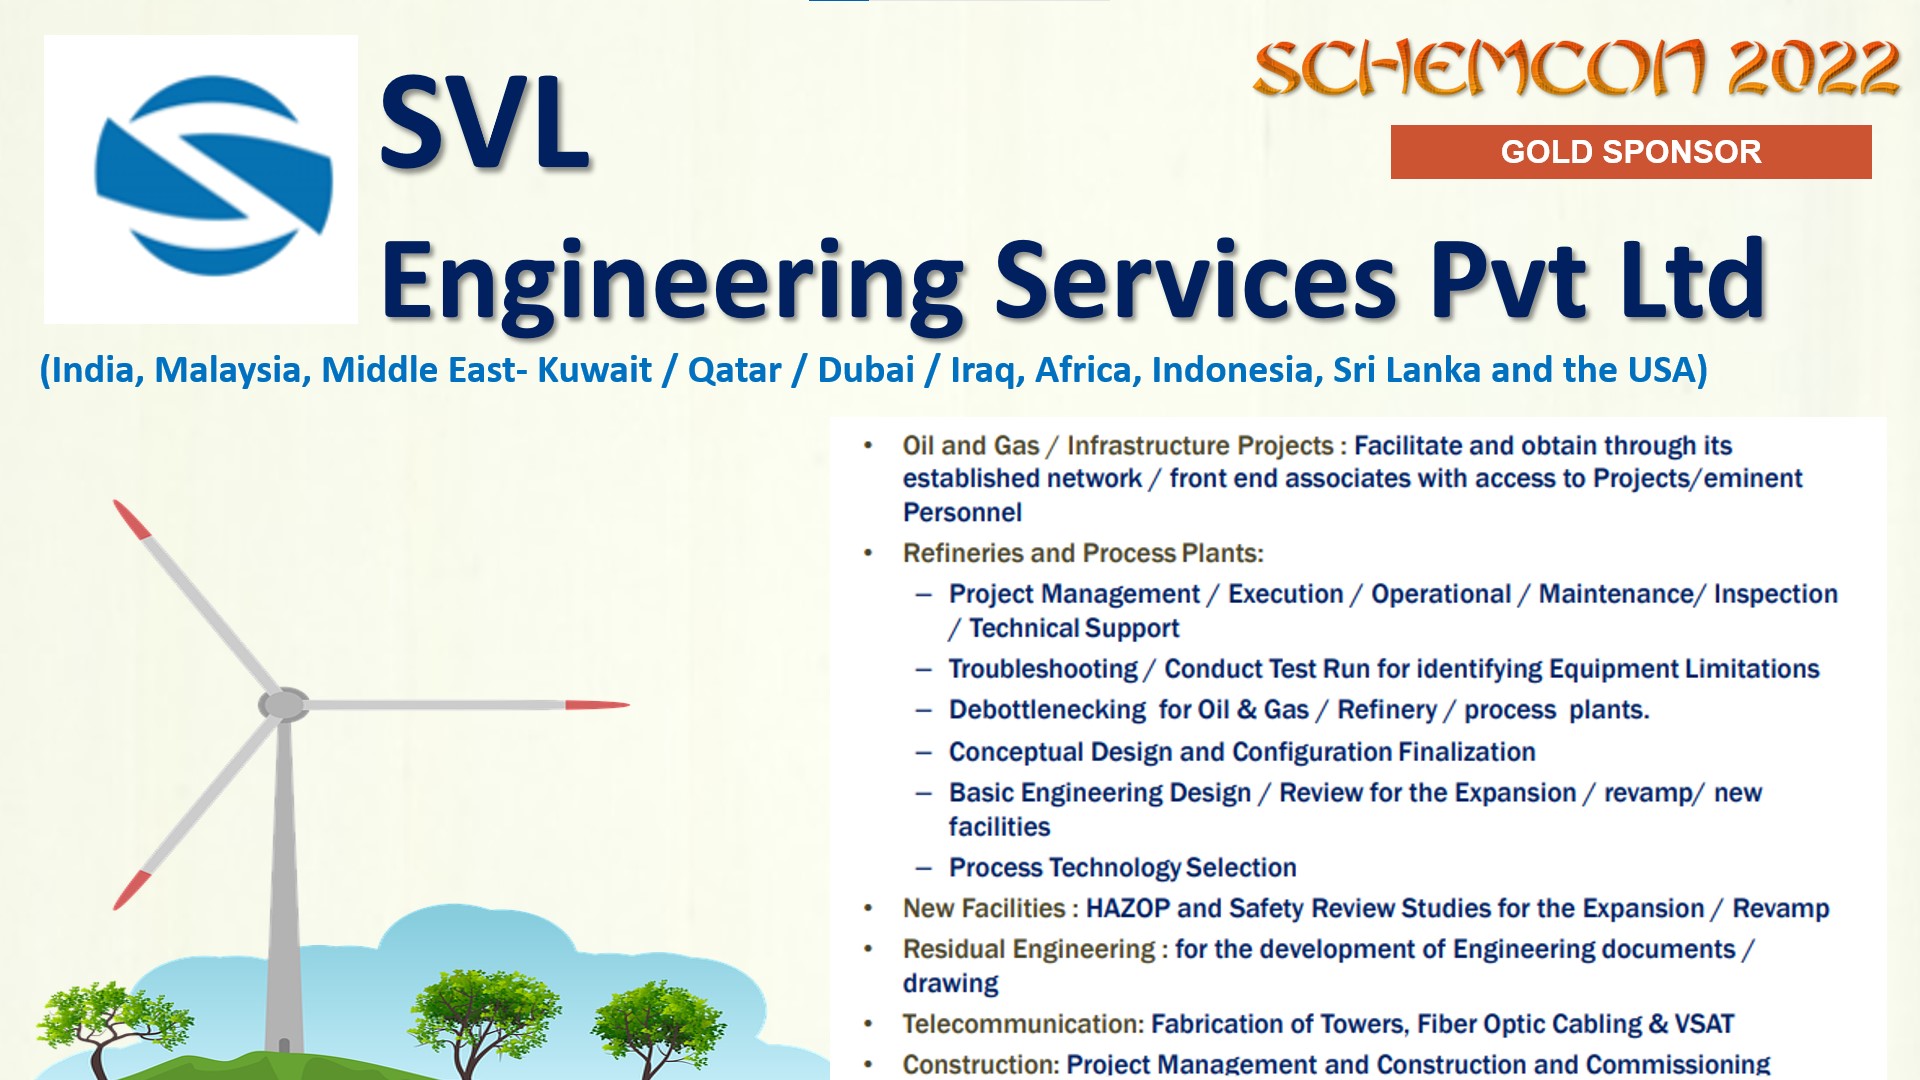 SCHEMCON 2022
GOLD SPONSOR
SVL
Engineering Services Pvt Ltd
(India, Malaysia, Middle East- Kuwait / Qatar / Dubai / Iraq, Africa, Indonesia, Sri Lanka and the USA)
• Oil and Gas / Infrastructure Projects : Facilitate and obtain through its
established network / front end associates with access to Projects/eminent
Personnel
• Refineries and Process Plants:
– Project Management / Execution / Operational / Maintenance/ Inspection
/ Technical Support
– Troubleshooting / Conduct Test Run for identifying Equipment Limitations
– Debottlenecking for Oil & Gas / Refinery / process plants.
– Conceptual Design and Configuration Finalization
– Basic Engineering Design / Review for the Expansion / revamp/ new
facilities
– Process Technology Selection
• New Facilities : HAZOP and Safety Review Studies for the Expansion / Revamp
• Residual Engineering : for the development of Engineering documents /
drawing
• Telecommunication: Fabrication of Towers, Fiber Optic Cabling & VSAT
• Construction: Project Management and Construction and Commissioning